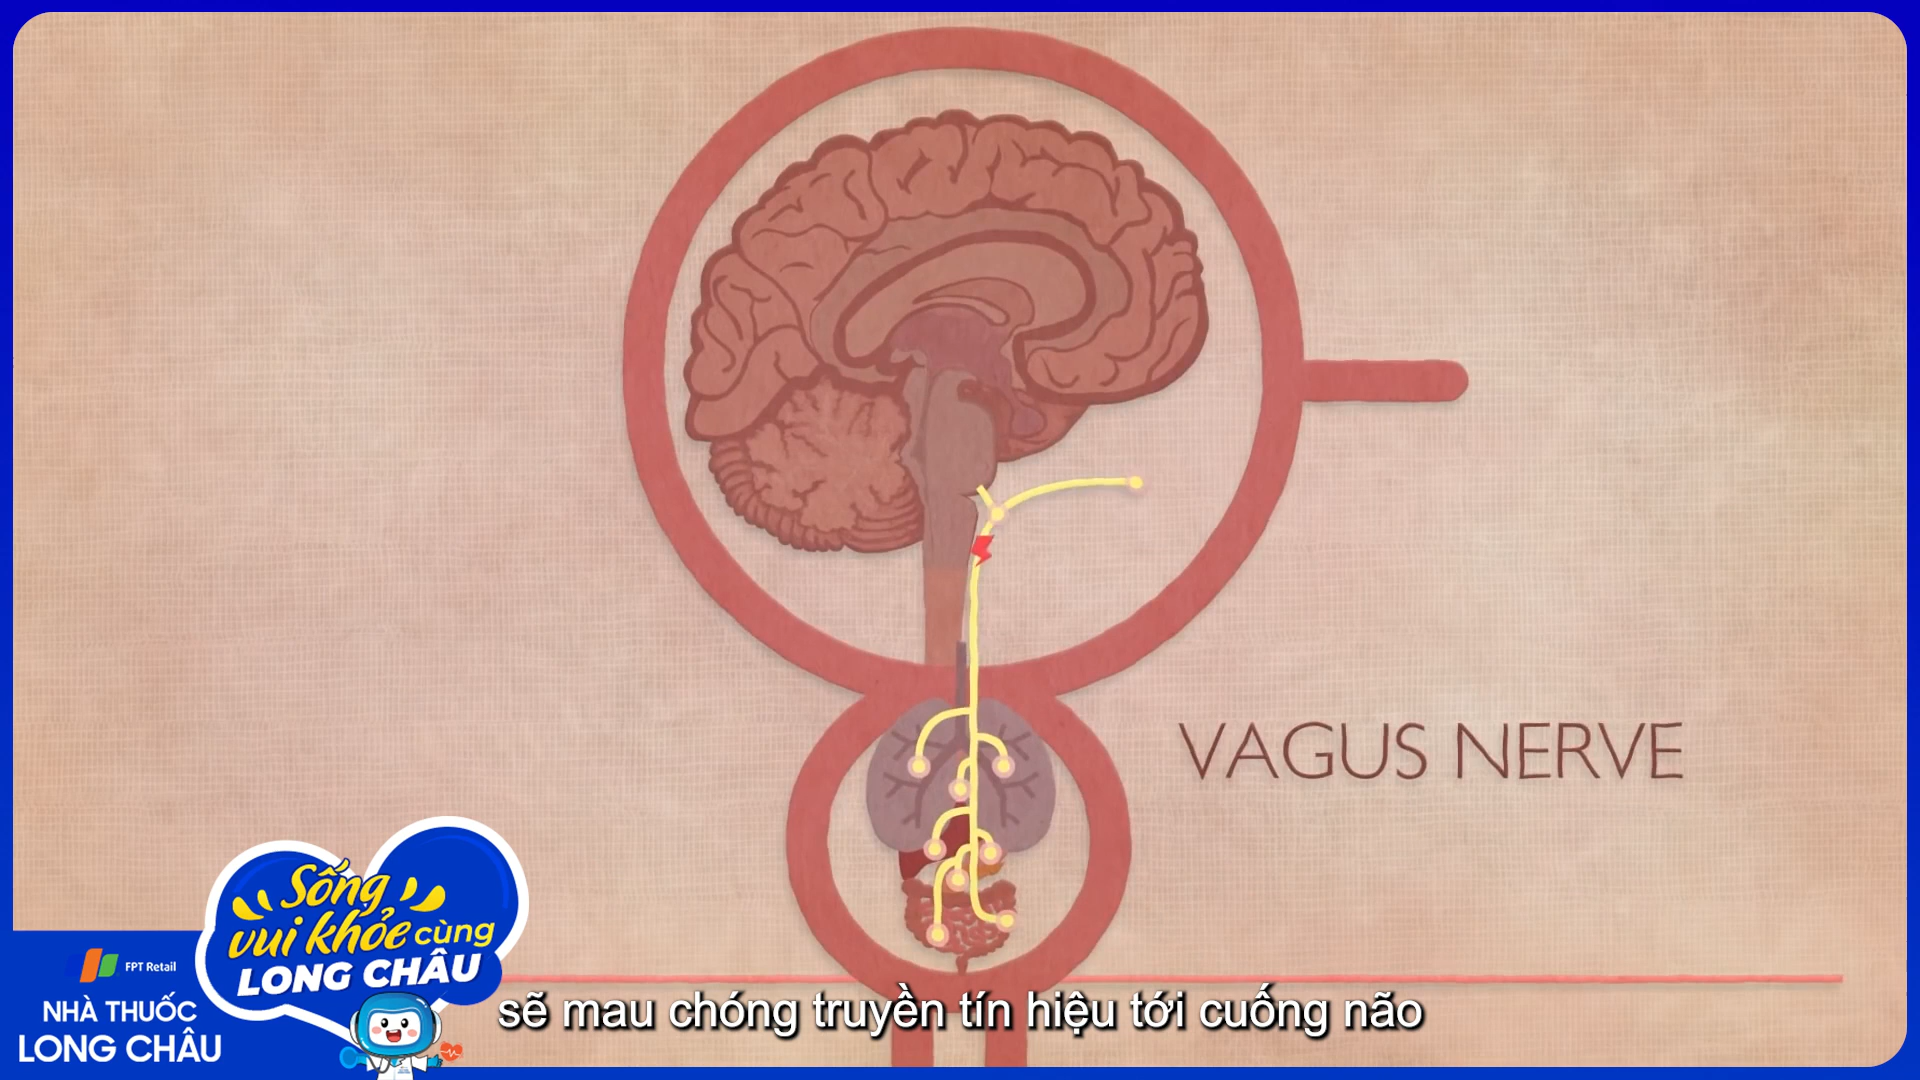 VAGUS NERVE
Sống
vui khỏe cùng
LONG CHÂU
FPT Retail
NHÀ THUỐC
LONG CHÂU
sẽ mau chóng truyền tín hiệu tới cuống não